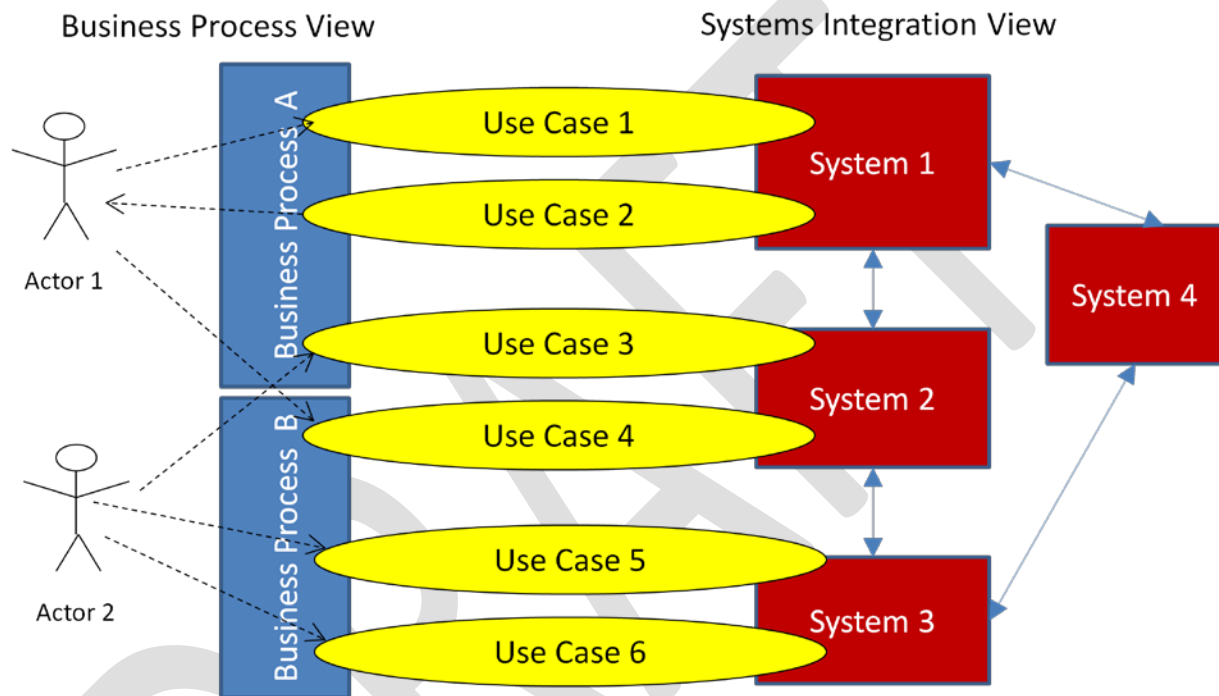 Business Process View
Systems Integration View
Business Process A
Use Case 1
System 1
Use Case 2
Actor 1
System 4
Use Case 3
System 2
Business Process B
Use Case 4
Use Case 5
Actor 2
System 3
Use Case 6
DRAFT